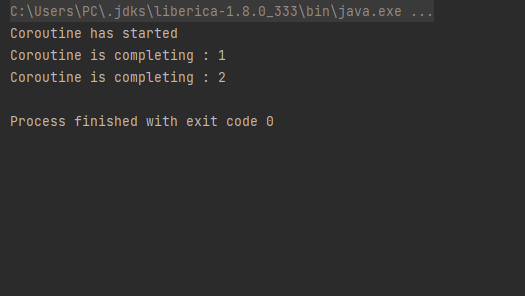 C:\Users\PC\.jdks\liberica-1.8.0_333\bin\java.exe ...
Coroutine has started
Coroutine is completing : 1
Coroutine is completing : 2
Process finished with exit code 0